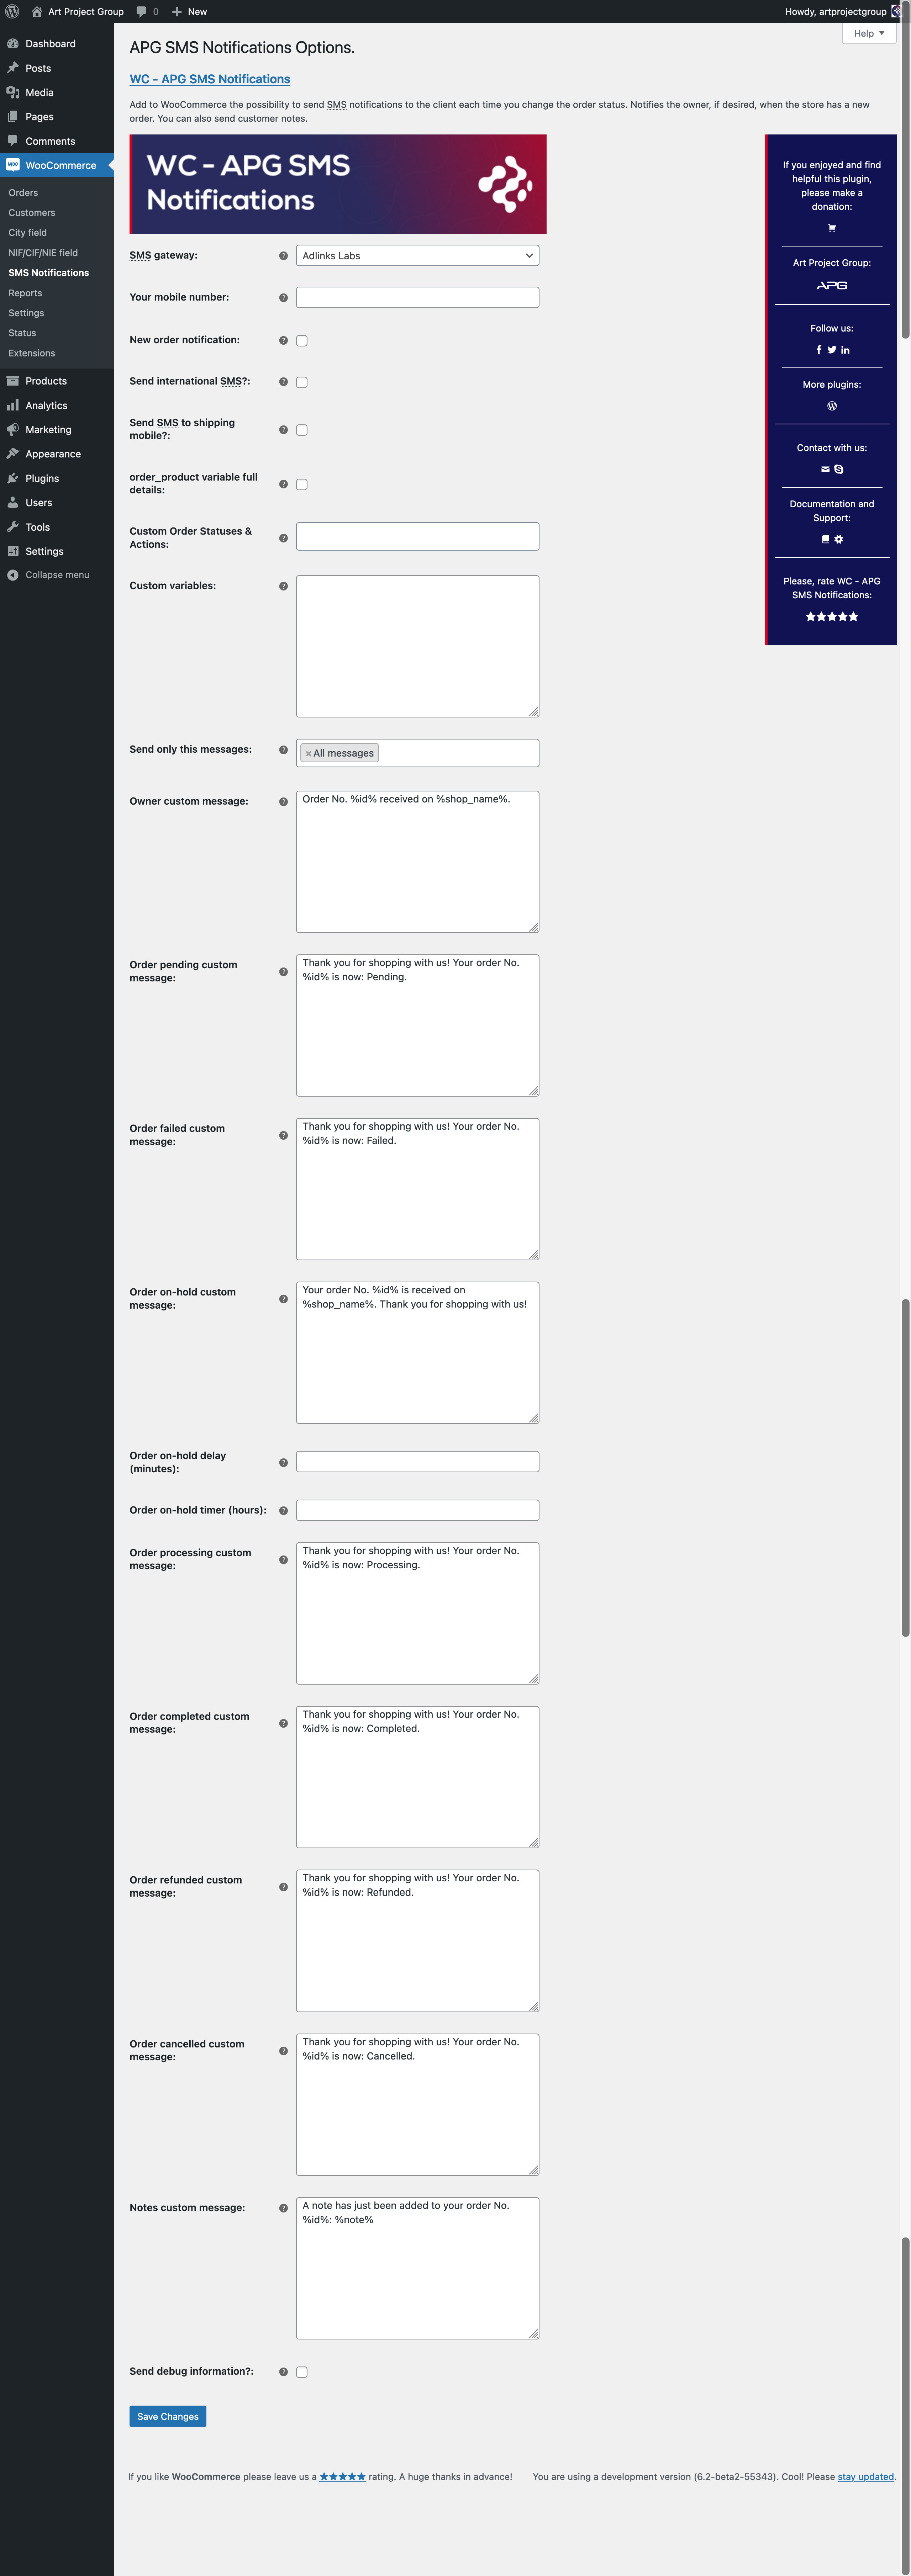 Art Project Group 0 New
Howdy, artprojectgroup
Help
Dashboard
Posts
Media
Pages
Comments
WooCommerce
Orders
Customers
City field
NIF/CIF/NIE field
SMS Notifications
Reports
Settings
Status
Extensions
Products
Analytics
Marketing
Appearance
Plugins
Users
Tools
Settings
Collapse menu
APG SMS Notifications Options.
WC - APG SMS Notifications
Add to WooCommerce the possibility to send SMS notifications to the client each time you change the order status. Notifies the owner, if desired, when the store has a new
order. You can also send customer notes.
WC - APG SMS
Notifications
SMS gateway:
Adlinks Labs
Your mobile number:
New order notification:
Send international SMS?:
Send SMS to shipping
mobile?:
order_product variable full
details:
Custom Order Statuses &
Actions:
Custom variables:
Send only this messages:
× All messages
Owner custom message:
Order No. %id% received on %shop_name%.
Order pending custom
message:
Thank you for shopping with us! Your order No.
%id% is now: Pending.
Order failed custom
message:
Thank you for shopping with us! Your order No.
%id% is now: Failed.
Order on-hold custom
message:
Your order No. %id% is received on
%shop_name%. Thank you for shopping with us!
Order on-hold delay
(minutes):
Order on-hold timer (hours):
Order processing custom
message:
Thank you for shopping with us! Your order No.
%id% is now: Processing.
Order completed custom
message:
Thank you for shopping with us! Your order No.
%id% is now: Completed.
Order refunded custom
message:
Thank you for shopping with us! Your order No.
%id% is now: Refunded.
Order cancelled custom
message:
Thank you for shopping with us! Your order No.
%id% is now: Cancelled.
Notes custom message:
A note has just been added to your order No.
%id%: %note%
Send debug information?:
Save Changes
If you enjoyed and find
helpful this plugin,
please make a
donation:
Art Project Group:
APG
Follow us:
More plugins:
Contact with us:
Documentation and
Support:
Please, rate WC - APG
SMS Notifications:
If you like WooCommerce please leave us a ★★★★★ rating. A huge thanks in advance!
You are using a development version (6.2-beta2-55343). Cool! Please stay updated.